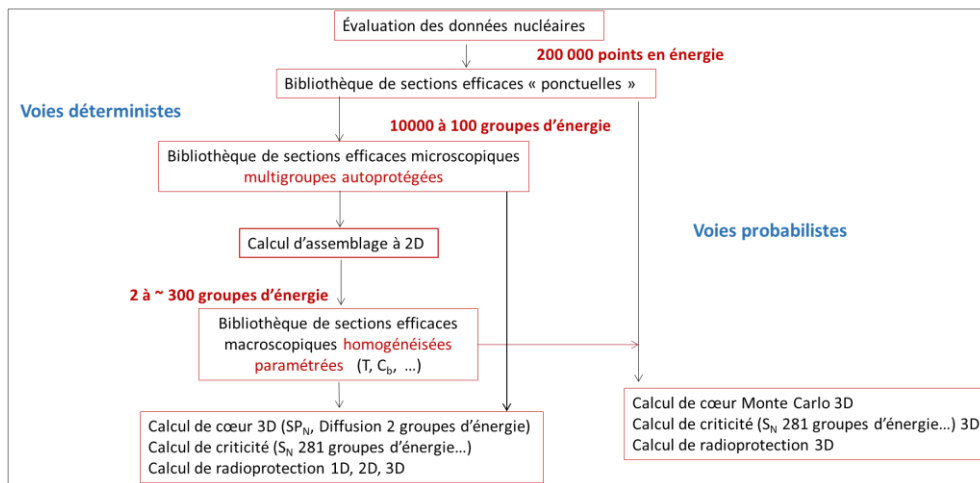 Évaluation des données nucléaires
200 000 points en énergie
Bibliothèque de sections efficaces « ponctuelles »
Voies déterministes
10000 à 100 groupes d'énergie
Bibliothèque de sections efficaces microscopiques
multigroupes autoprotégées
Voies probabilistes
Calcul d'assemblage à 2D
2 à ~ 300 groupes d'énergie
Bibliothèque de sections efficaces
macroscopiques homogénéisées
paramétrées (T, Cb, ...)
Calcul de cœur 3D (SPN, Diffusion 2 groupes d'énergie)
Calcul de criticité (SN 281 groupes d'énergie...)
Calcul de radioprotection 1D, 2D, 3D
Calcul de cœur Monte Carlo 3D
Calcul de criticité (SN 281 groupes d'énergie...) 3D
Calcul de radioprotection 3D